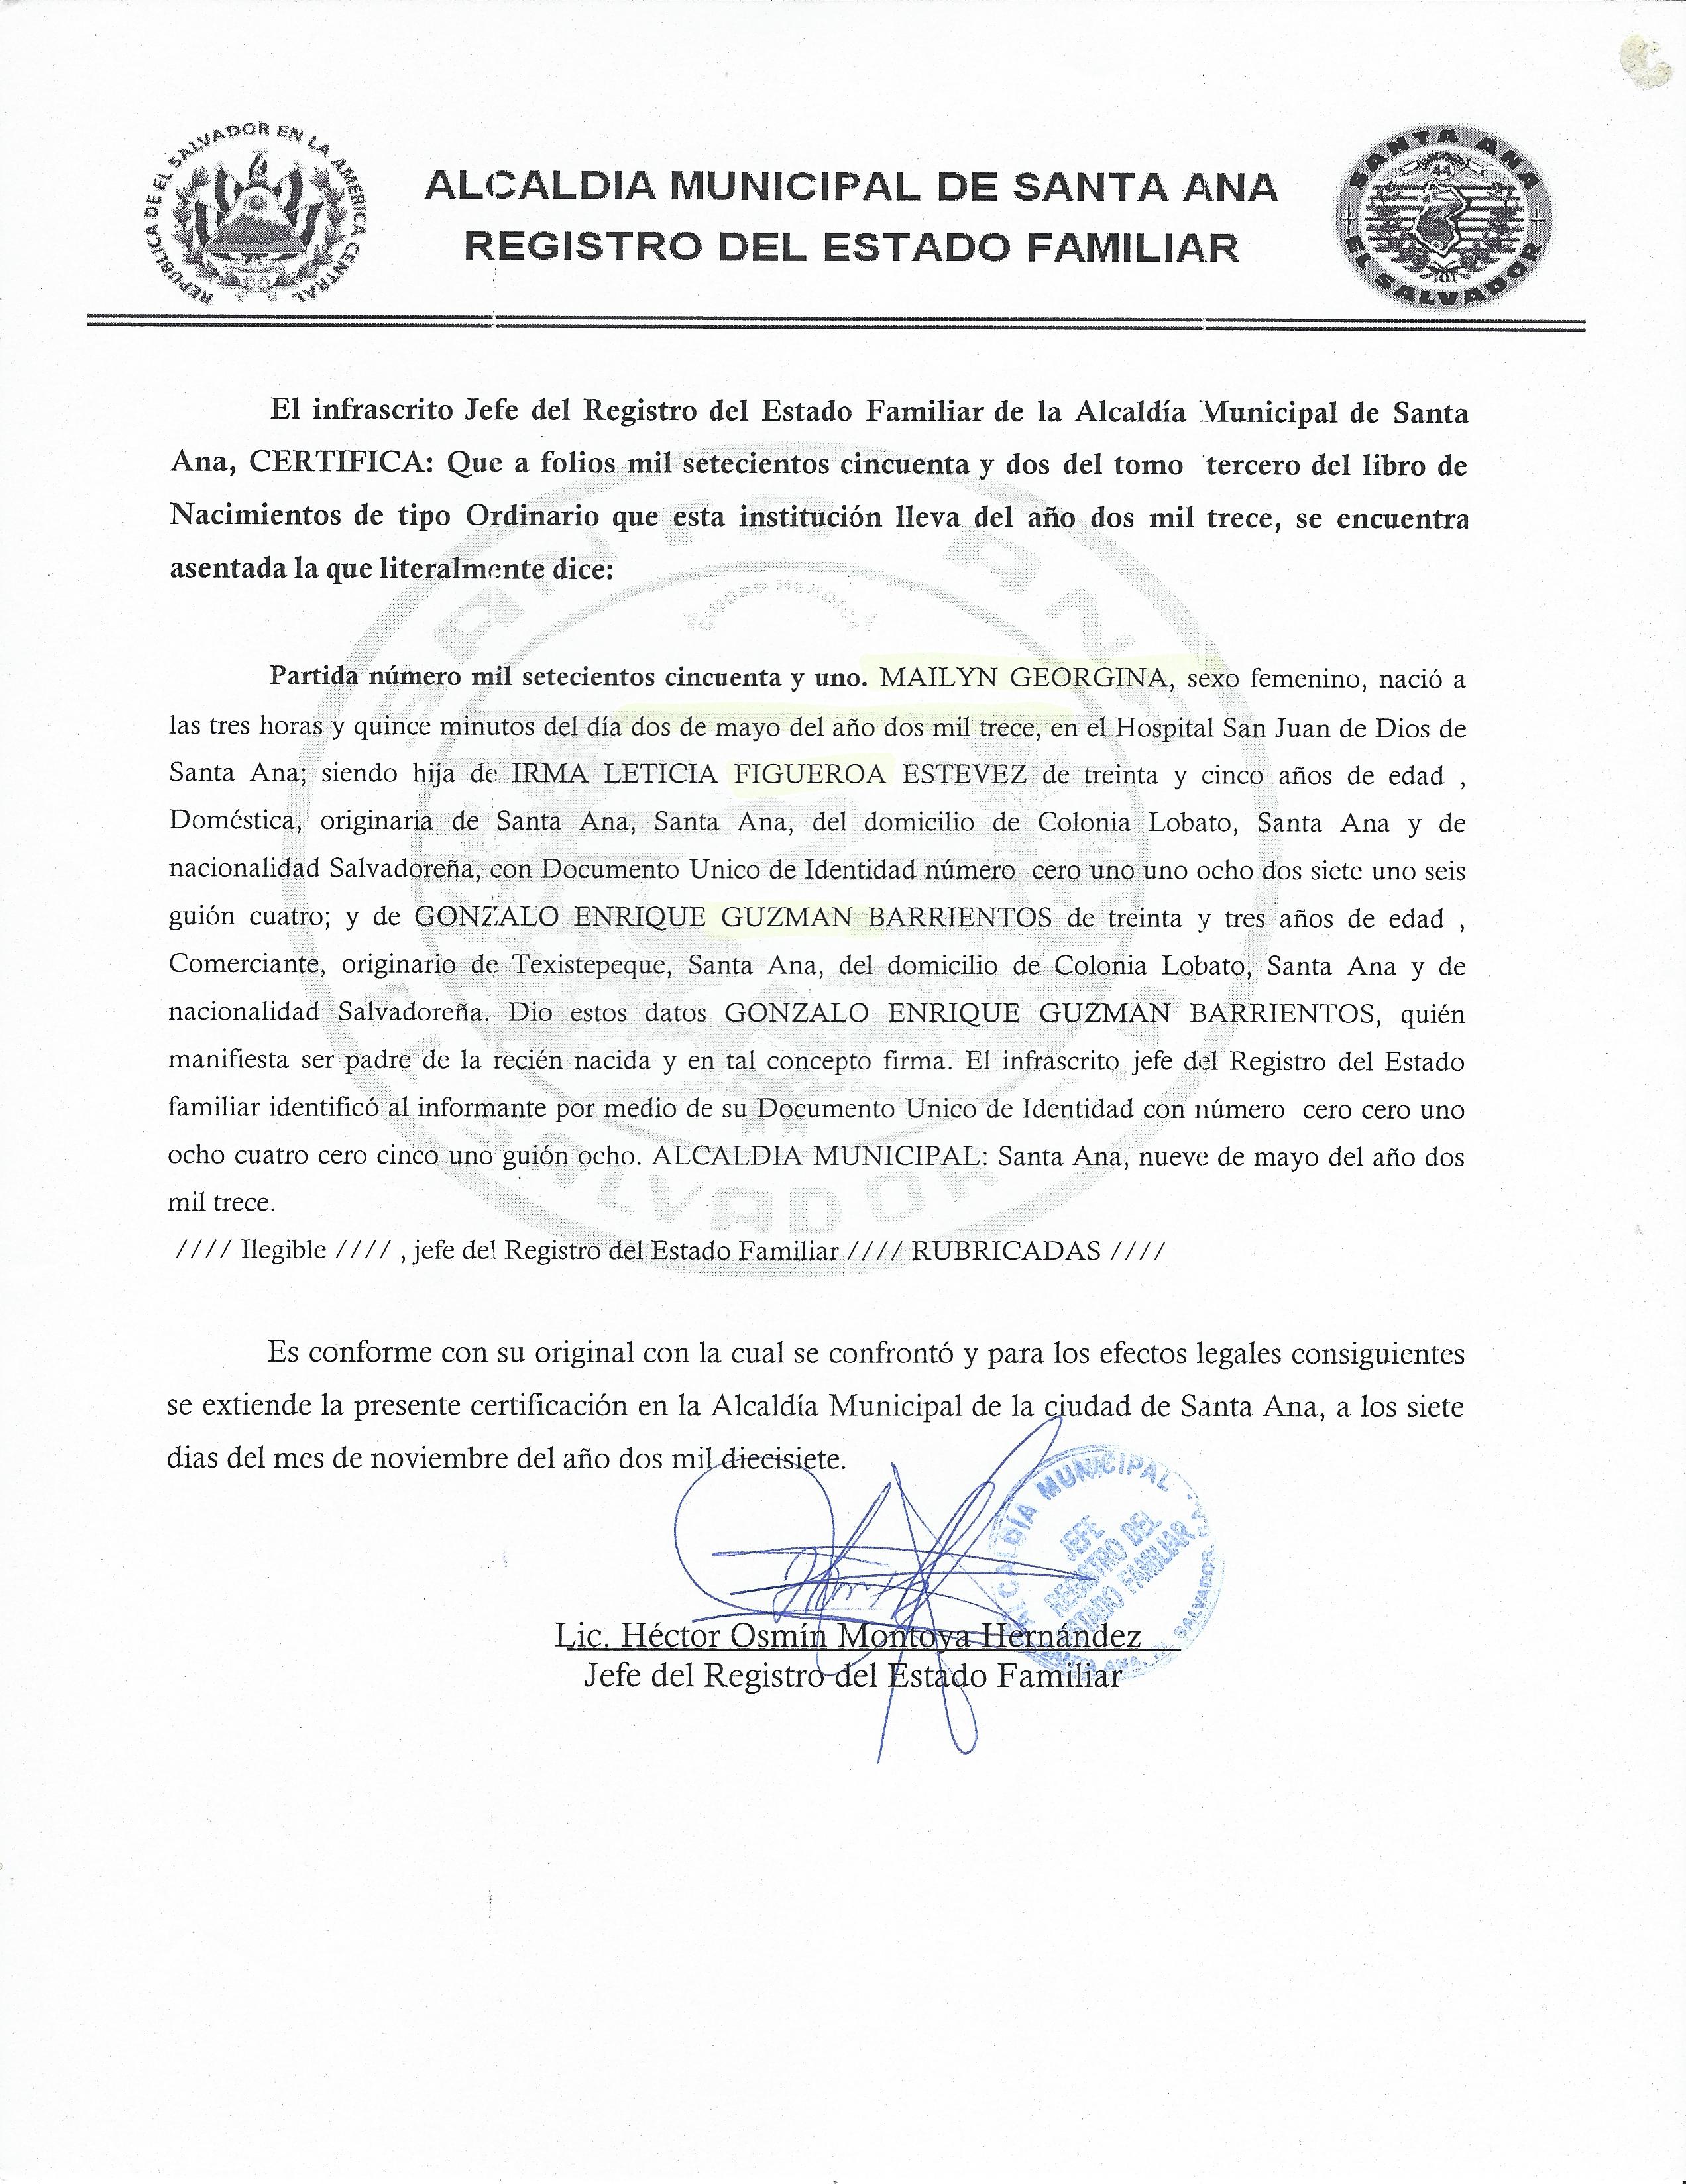 REPUBLICA DE EL SALVADOR EN LA AMERICA CENTRAL
ALCALDIA MUNICIPAL DE SANTA ANA
REGISTRO DEL ESTADO FAMILIAR
SANTA ANA
44
EL SALVADOR
El infrascrito Jefe del Registro del Estado Familiar de la Alcaldía Municipal de Santa
Ana, CERTIFICA: Que a folios mil setecientos cincuenta y dos del tomo tercero del libro de
Nacimientos de tipo Ordinario que esta institución lleva del año dos mil trece, se encuentra
asentada la que literalmente dice:
CIUDAD HEROICA
Partida número mil setecientos cincuenta y uno. MAILYN GEORGINA, sexo femenino, nació a
las tres horas y quince minutos del día dos de mayo del año dos mil trece, en el Hospital San Juan de Dios de
Santa Ana; siendo hija de IRMA LETICIA FIGUEROA ESTEVEZ de treinta y cinco años de edad ,
Doméstica, originaria de Santa Ana, Santa Ana, del domicilio de Colonia Lobato, Santa Ana y de
nacionalidad Salvadoreña, con Documento Unico de Identidad número cero uno uno ocho dos siete uno seis
guión cuatro; y de GONZALO ENRIQUE GUZMAN BARRIENTOS de treinta y tres años de edad ,
Comerciante, originario de Texistepeque, Santa Ana, del domicilio de Colonia Lobato, Santa Ana y de
nacionalidad Salvadoreña. Dio estos datos GONZALO ENRIQUE GUZMAN BARRIENTOS, quién
manifiesta ser padre de la recién nacida y en tal concepto firma. El infrascrito jefe del Registro del Estado
familiar identificó al informante por medio de su Documento Unico de Identidad con número cero cero uno
ocho cuatro cero cinco uno guión ocho. ALCALDIA MUNICIPAL: Santa Ana, nueve de mayo del año dos
mil trece.
//// Ilegible //// , jefe del Registro del Estado Familiar //// RUBRICADAS ////
Es conforme con su original con la cual se confrontó y para los efectos legales consiguientes
se extiende la presente certificación en la Alcaldía Municipal de la ciudad de Santa Ana, a los siete
dias del mes de noviembre del año dos mil diecisiete.
ALCALDÍA MUNICIPAL
JEFE
REGISTRO DEL
ESTADO FAMILIAR
SANTA ANA, EL SALVADOR
Lic. Héctor Osmín Montoya Hernández
Jefe del Registro del Estado Familiar